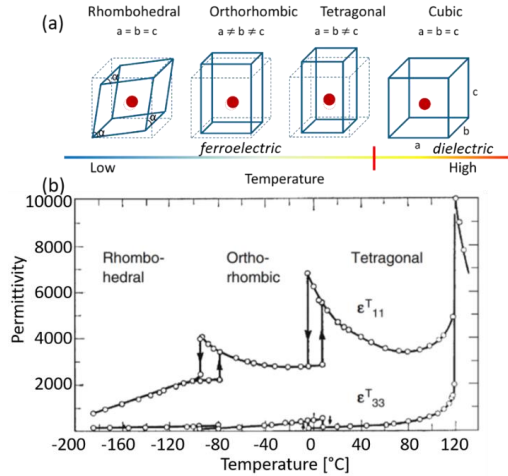 (a)
Rhombohedral Orthorhombic Tetragonal Cubic
a = b = c a ≠ b ≠ c a = b ≠ c a = b = c
α
α
α
c
b
a
ferroelectric dielectric
Low High
Temperature
(b)
10000
8000
6000
4000
2000
Permittivity
Rhombo-
hedral
Ortho-
rhombic
Tetragonal
εᵀ₁₁
εᵀ₃₃
-200 -160 -120 -80 -40 0 40 80 120
Temperature [°C]